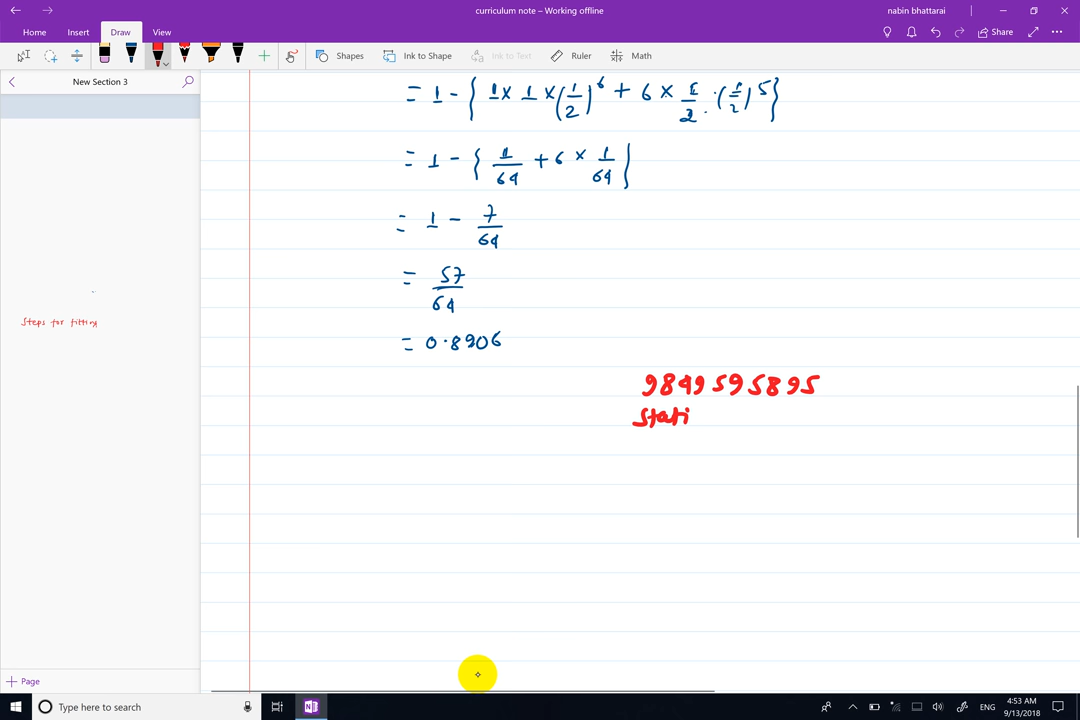 curriculum note – Working offline
nabin bhattarai
Home Insert Draw View
Share
Shapes Ink to Shape Ink to Text Ruler Math
New Section 3
= 1 - { 1 × 1 × (1/2)^6 + 6 × 1/2 · (1/2)^5 }
= 1 - { 1/64 + 6 × 1/64 }
= 1 - 7/64
= 57/64
= 0.8906
Steps for fitting
9849595895
stati
Page
Type here to search
ENG
4:53 AM
9/13/2018